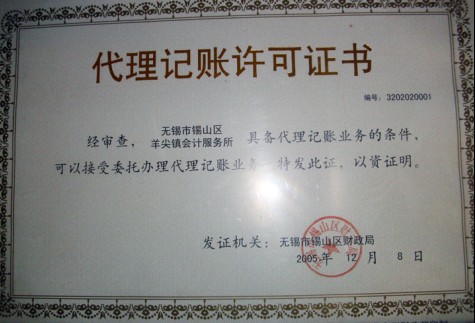 代理记账许可证书
编号：3202020001
经审查，无锡市锡山区羊尖镇会计服务所 具备代理记账业务的条件，
可以接受委托办理代理记账业务。特发此证，以资证明。
发证机关：无锡市锡山区财政局
2005年 12月 8日